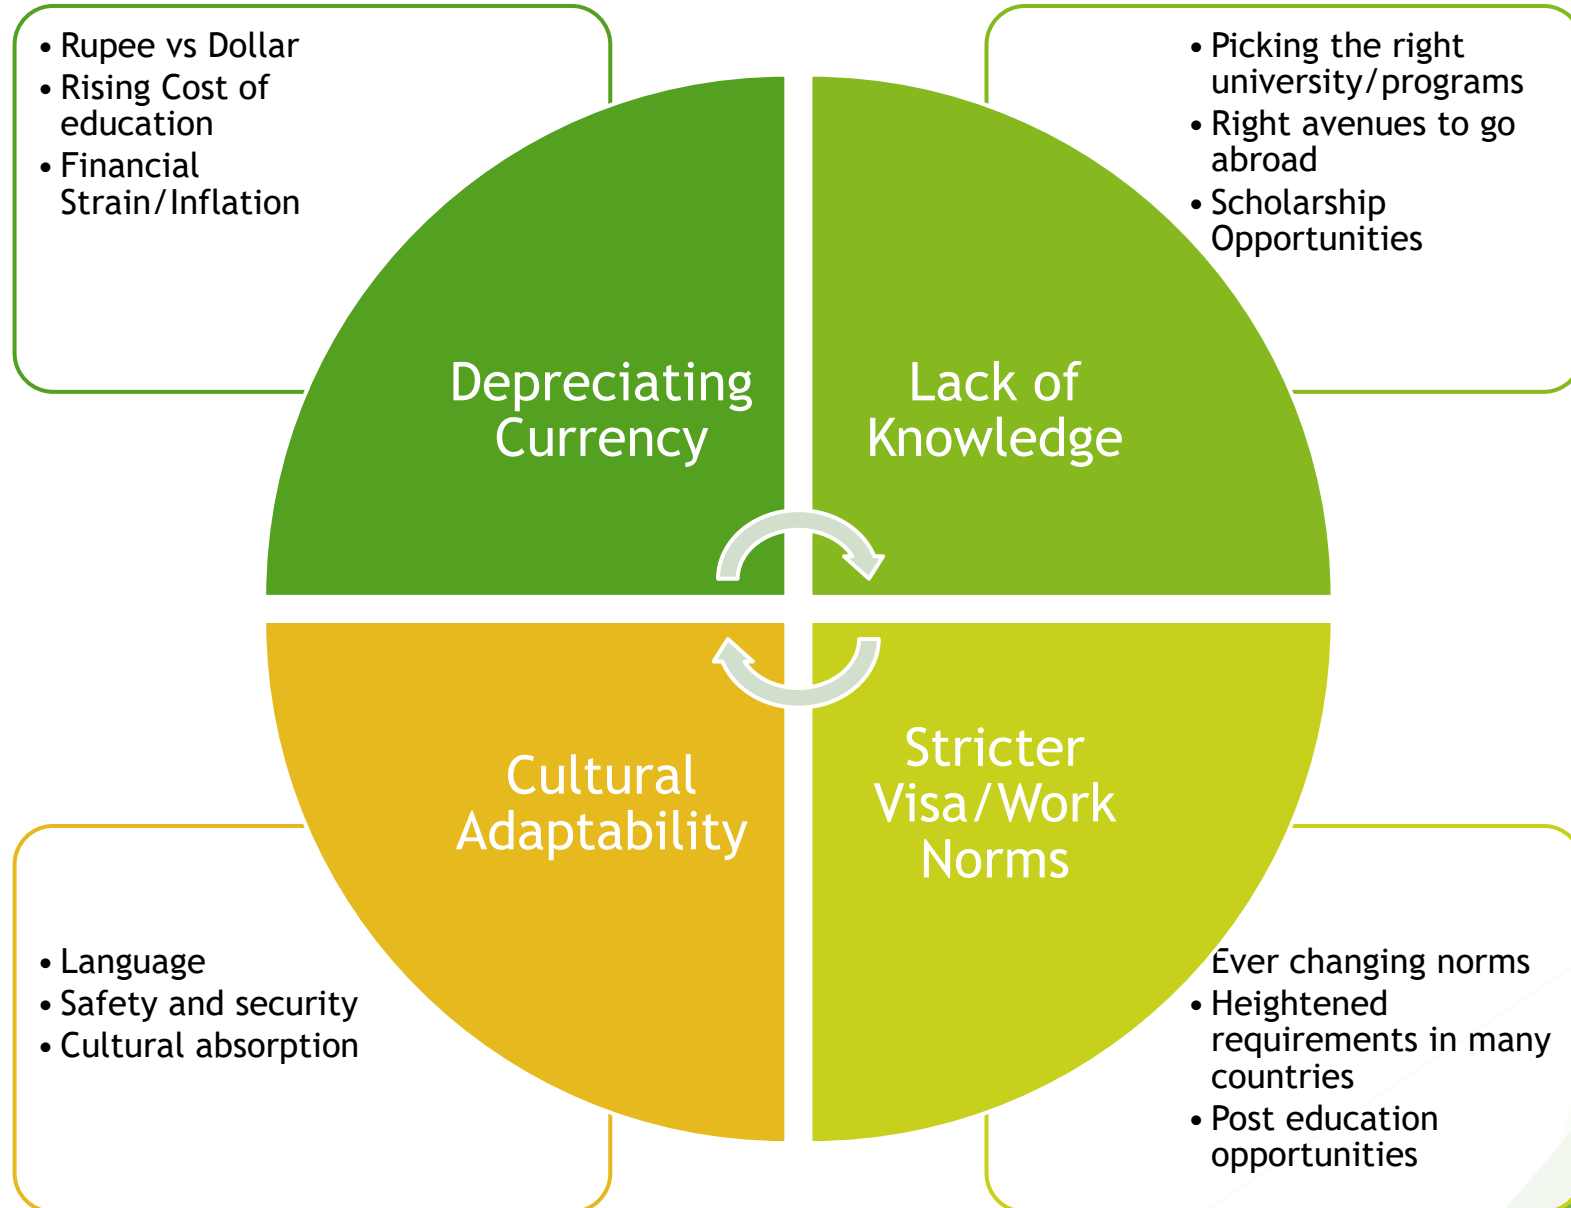 • Rupee vs Dollar
• Rising Cost of
education
• Financial
Strain/Inflation
• Picking the right
university/programs
• Right avenues to go
abroad
• Scholarship
Opportunities
Depreciating
Currency
Lack of
Knowledge
Cultural
Adaptability
Stricter
Visa/Work
Norms
• Language
• Safety and security
• Cultural absorption
Ever changing norms
• Heightened
requirements in many
countries
• Post education
opportunities